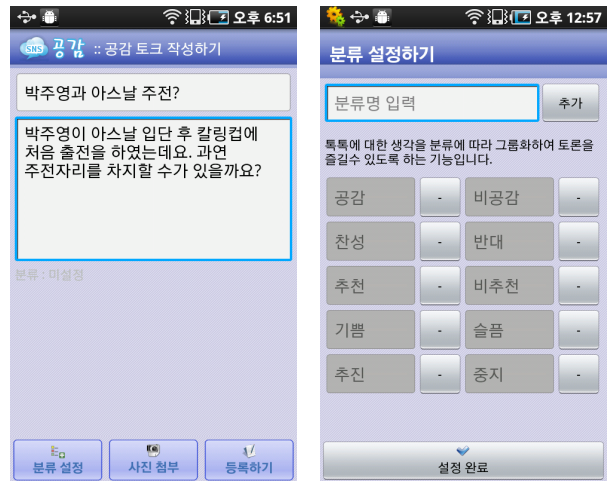 오후 6:51
SNS 공감 :: 공감 토크 작성하기
박주영과 아스날 주전?
박주영이 아스날 입단 후 칼링컵에
처음 출전을 하였는데요. 과연
주전자리를 차지할 수가 있을까요?
분류 : 미설정
분류 설정
사진 첨부
등록하기
오후 12:57
분류 설정하기
분류명 입력
추가
톡톡에 대한 생각을 분류에 따라 그룹화하여 토론을
즐길수 있도록 하는 기능입니다.
공감 - 비공감 -
찬성 - 반대 -
추천 - 비추천 -
기쁨 - 슬픔 -
추진 - 중지 -
설정 완료